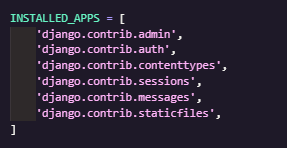 INSTALLED_APPS = [
    'django.contrib.admin',
    'django.contrib.auth',
    'django.contrib.contenttypes',
    'django.contrib.sessions',
    'django.contrib.messages',
    'django.contrib.staticfiles',
]